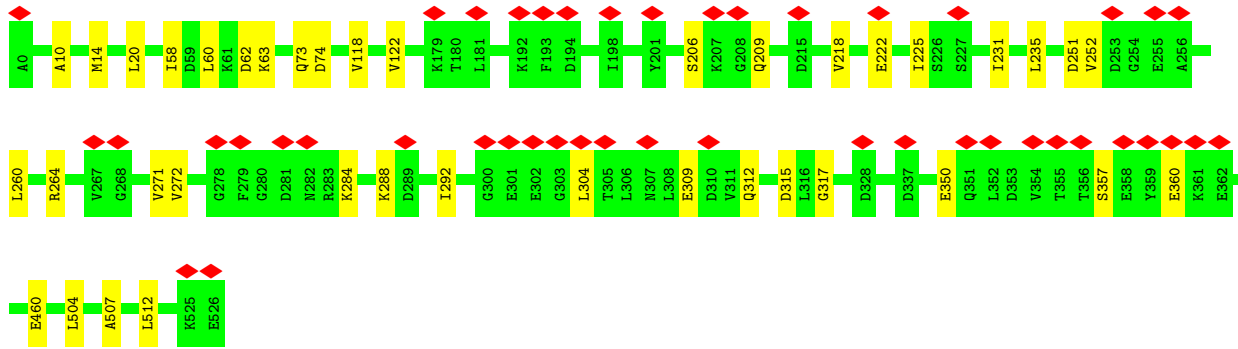 A0 A10 M14 L20 I58 D59 L60 K61 D62 K63 Q73 D74 V118 V122 K179 T180 L181 K192 F193 D194 I198 Y201 S206 K207 G208 Q209 D215 V218 E222 I225 S226 S227 I231 L235 D251 V252 D253 G254 E255 A256
L260 R264 V267 G268 V271 V272 G278 F279 G280 D281 N282 R283 K284 K288 D289 I292 G300 E301 E302 G303 L304 T305 L306 N307 L308 E309 D310 V311 Q312 D315 L316 G317 D328 D337 E350 Q351 L352 D353 V354 T355 T356 S357 E358 Y359 E360 K361 E362
E460 L504 A507 L512 K525 E526